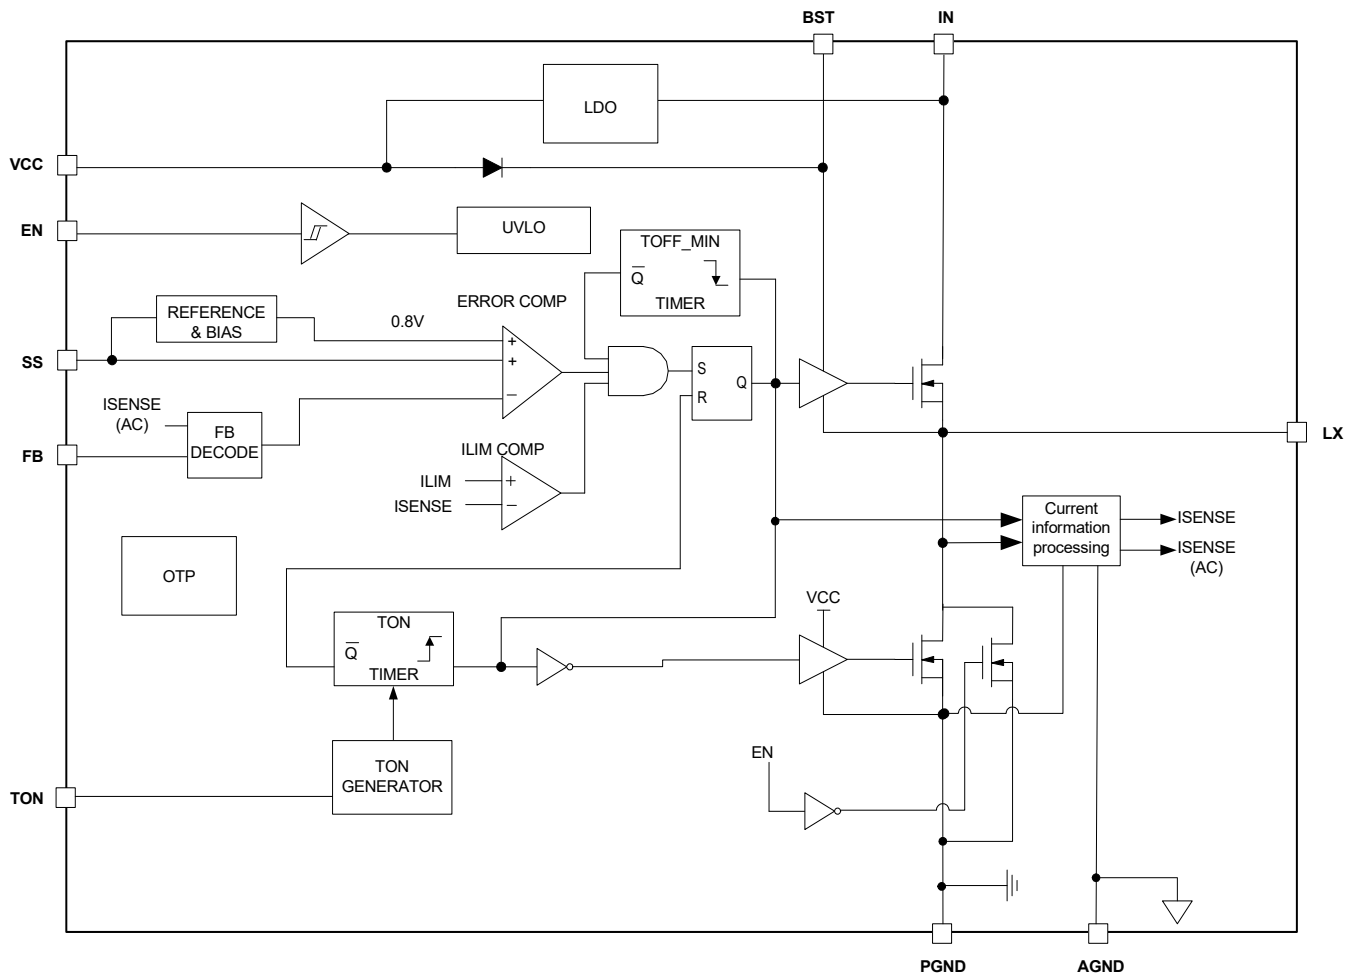 BST
IN
LDO
VCC
EN
UVLO
TOFF_MIN
Q
TIMER
ERROR COMP
REFERENCE
& BIAS
0.8V
+
+
−
SS
S
R
Q
ISENSE
(AC)
FB
DECODE
FB
LX
ILIM COMP
ILIM
+
ISENSE
−
Current
information
processing
ISENSE
ISENSE
(AC)
OTP
VCC
TON
Q
TIMER
TON
GENERATOR
EN
TON
PGND
AGND